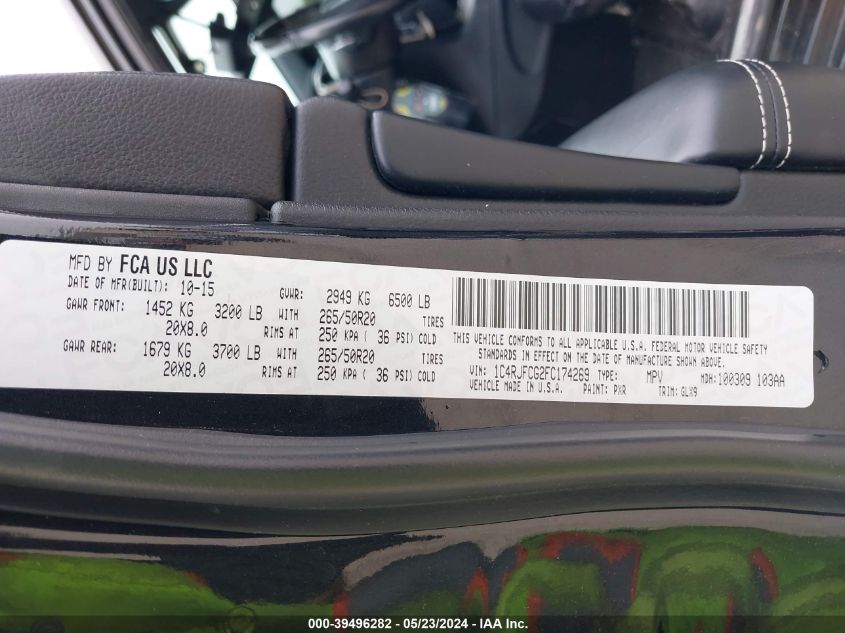 MFD BY FCA US LLC
DATE OF MFR(BUILT): 10-15 GVWR: 2949 KG 6500 LB
GAWR FRONT: 1452 KG 3200 LB WITH 265/50R20 TIRES
20X8.0 RIMS AT 250 KPA ( 36 PSI) COLD
GAWR REAR: 1679 KG 3700 LB WITH 265/50R20 TIRES
20X8.0 RIMS AT 250 KPA ( 36 PSI) COLD
THIS VEHICLE CONFORMS TO ALL APPLICABLE U.S.A. FEDERAL MOTOR VEHICLE SAFETY
STANDARDS IN EFFECT ON THE DATE OF MANUFACTURE SHOWN ABOVE.
VIN: 1C4RJFCG2FC174269 TYPE: MPV MDH:100309 103AA
VEHICLE MADE IN U.S.A. PAINT: PXR TRIM: GLX9
000-39496282 - 05/23/2024 - IAA Inc.